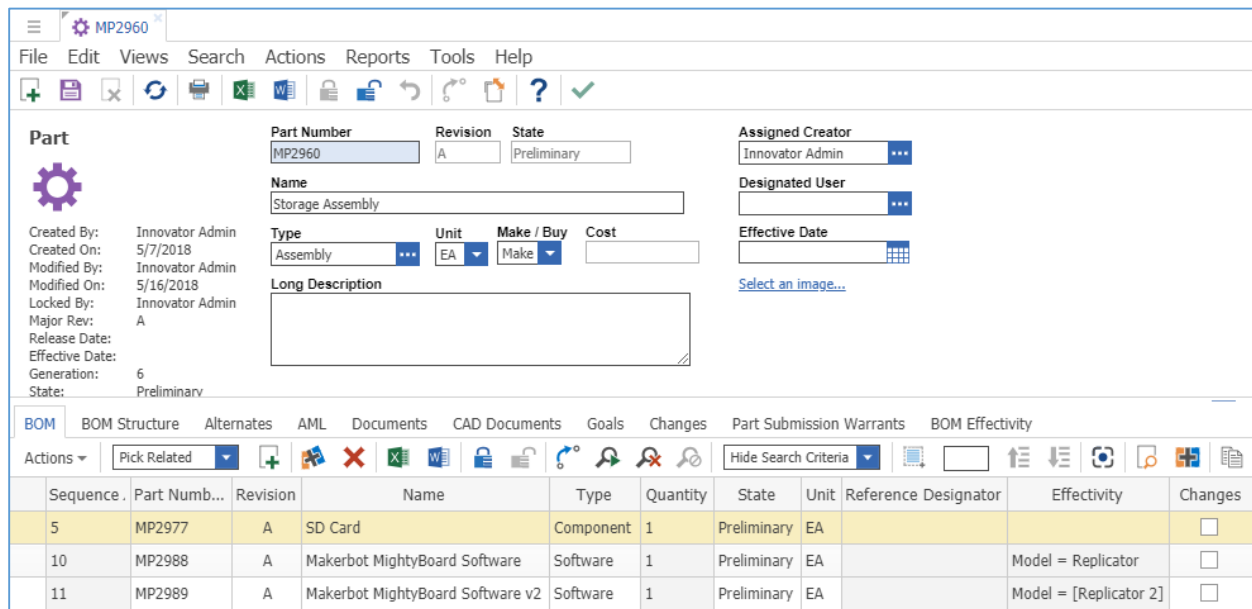 MP2960
File Edit Views Search Actions Reports Tools Help
Part
Part Number Revision State Assigned Creator
MP2960 A Preliminary Innovator Admin
Name Designated User
Storage Assembly
Created By: Innovator Admin
Created On: 5/7/2018
Modified By: Innovator Admin
Modified On: 5/16/2018
Locked By: Innovator Admin
Major Rev: A
Release Date:
Effective Date:
Generation: 6
State: Preliminary
Type Unit Make / Buy Cost Effective Date
Assembly EA Make
Select an image...
Long Description
BOM BOM Structure Alternates AML Documents CAD Documents Goals Changes Part Submission Warrants BOM Effectivity
Actions Pick Related Hide Search Criteria
Sequence . Part Numb... Revision Name Type Quantity State Unit Reference Designator Effectivity Changes
5 MP2977 A SD Card Component 1 Preliminary EA
10 MP2988 A Makerbot MightyBoard Software Software 1 Preliminary EA Model = Replicator
11 MP2989 A Makerbot MightyBoard Software v2 Software 1 Preliminary EA Model = [Replicator 2]